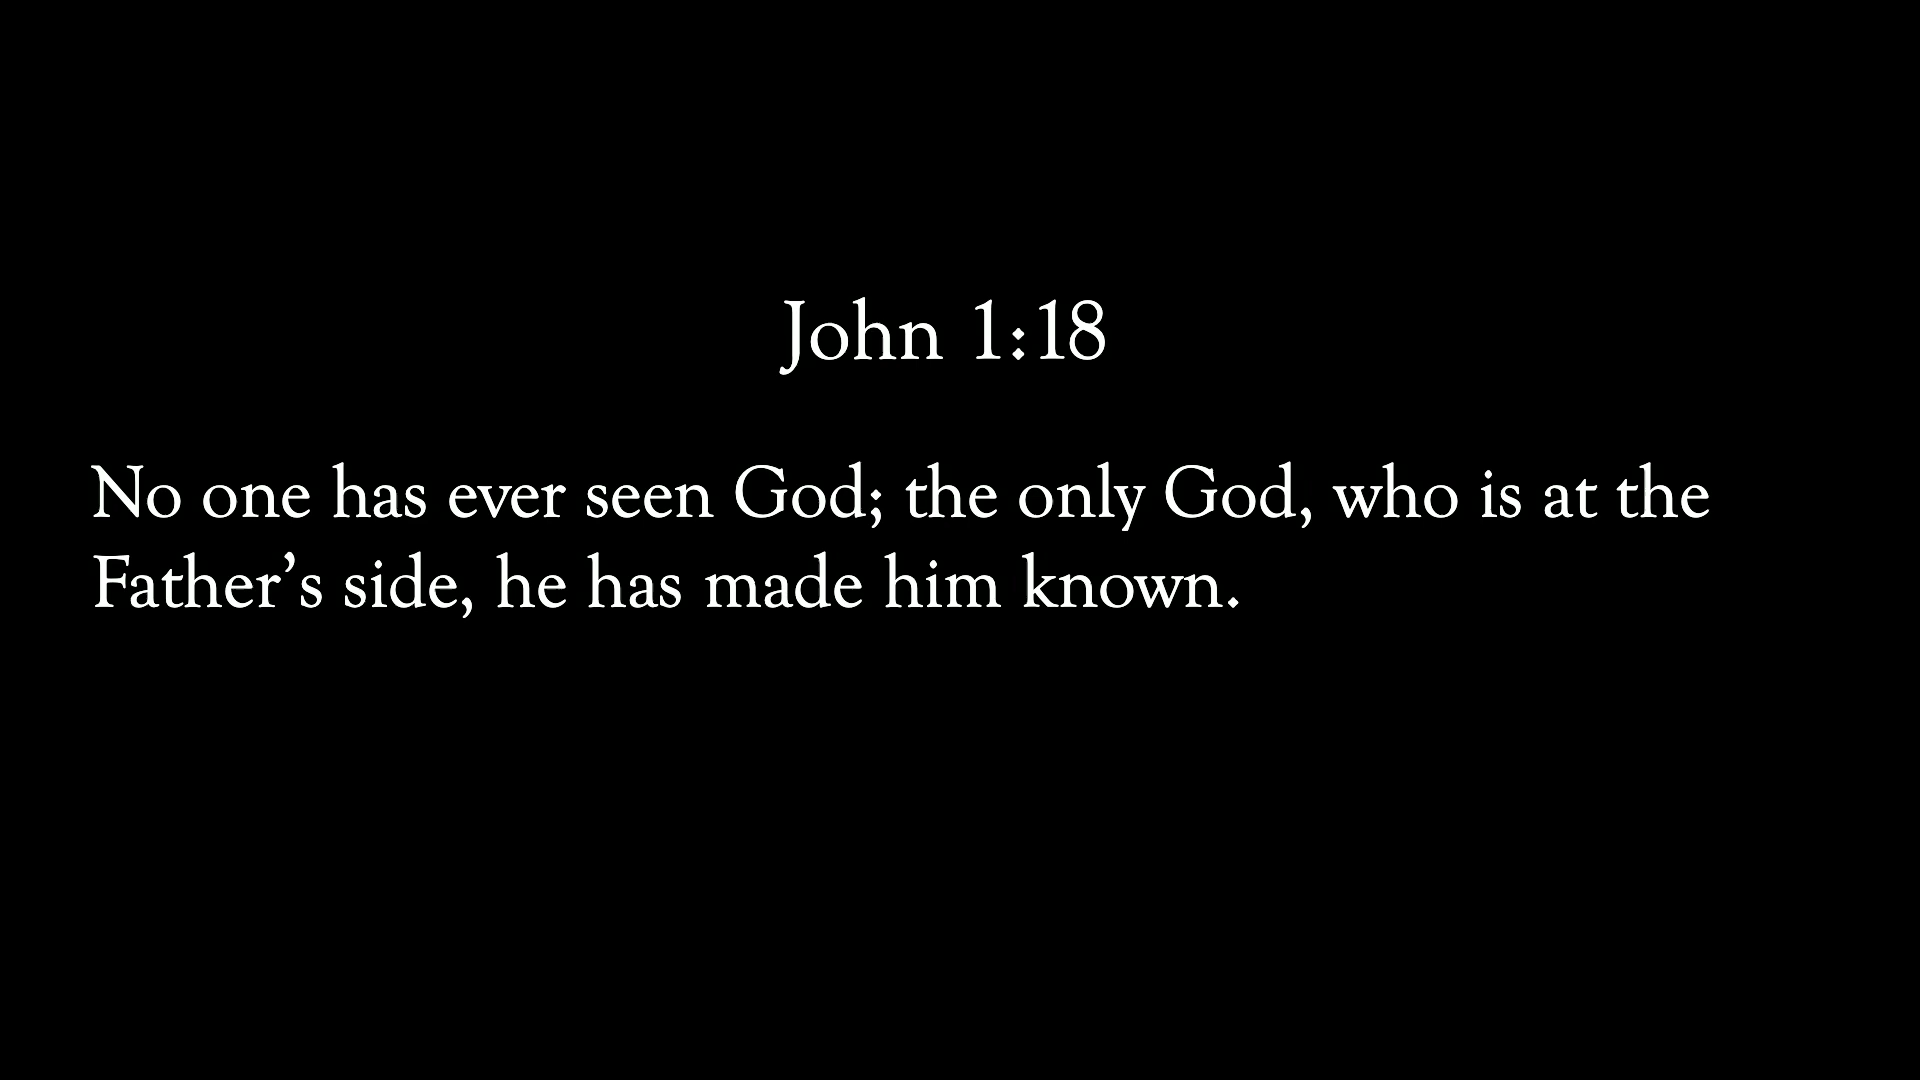 John 1:18
No one has ever seen God; the only God, who is at the
Father’s side, he has made him known.